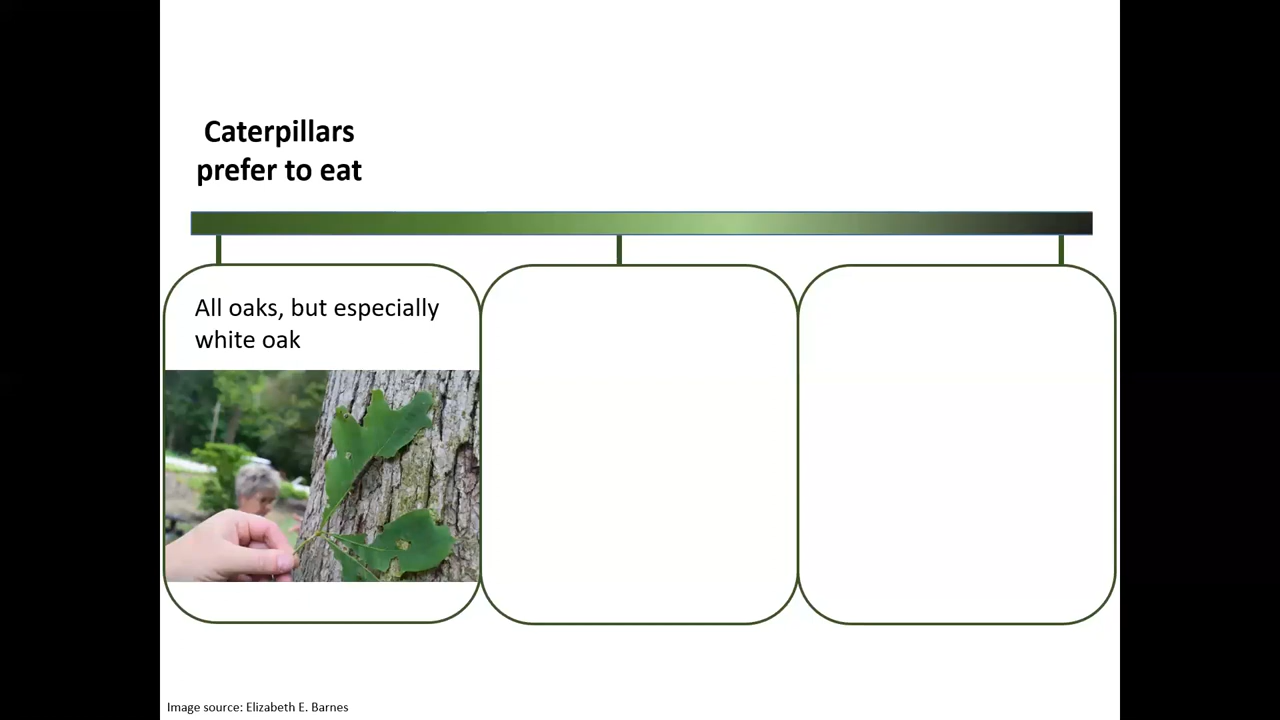 Caterpillars
prefer to eat
All oaks, but especially
white oak
Image source: Elizabeth E. Barnes